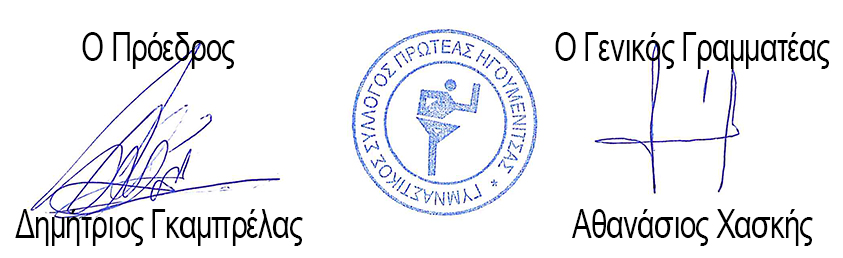 Ο Πρόεδρος
Ο Γενικός Γραμματέας
ΓΥΜΝΑΣΤΙΚΟΣ ΣΥΛΛΟΓΟΣ ΠΡΩΤΕΑΣ ΗΓΟΥΜΕΝΙΤΣΑΣ *
Δημήτριος Γκαμπρέλας
Αθανάσιος Χασκής